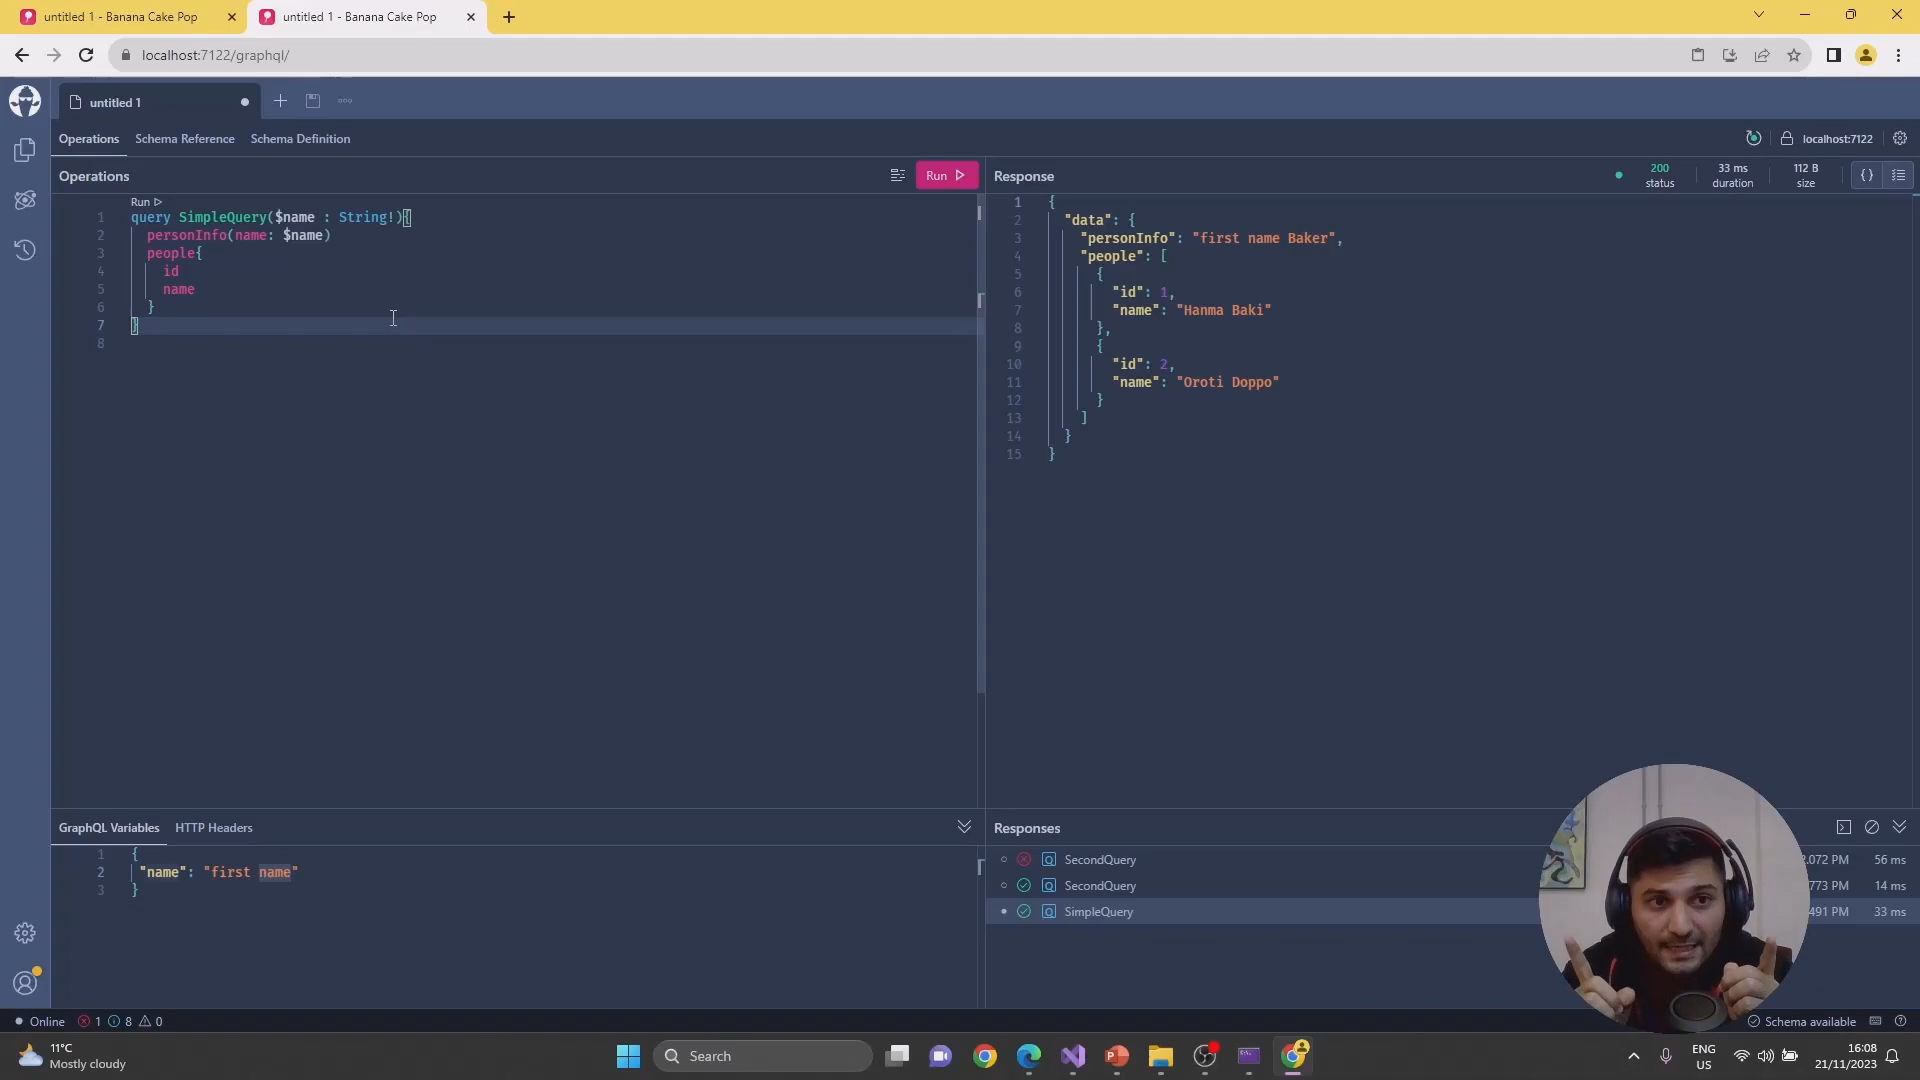 untitled 1 - Banana Cake Pop
untitled 1 - Banana Cake Pop
localhost:7122/graphql/
untitled 1
Operations Schema Reference Schema Definition
localhost:7122
Operations
Run
Response
200
status
33 ms
duration
112 B
size
Run
1 query SimpleQuery($name : String!){
2 personInfo(name: $name)
3 people{
4 id
5 name
6 }
7 }
8
1 {
2 "data": {
3 "personInfo": "first name Baker",
4 "people": [
5 {
6 "id": 1,
7 "name": "Hanma Baki"
8 },
9 {
10 "id": 2,
11 "name": "Oroti Doppo"
12 }
13 ]
14 }
15 }
GraphQL Variables HTTP Headers
1 {
2 "name": "first name"
3 }
Responses
SecondQuery .072 PM 56 ms
SecondQuery 773 PM 14 ms
SimpleQuery 491 PM 33 ms
Online 1 8 0
Schema available
11°C
Mostly cloudy
Search
ENG
US
16:08
21/11/2023